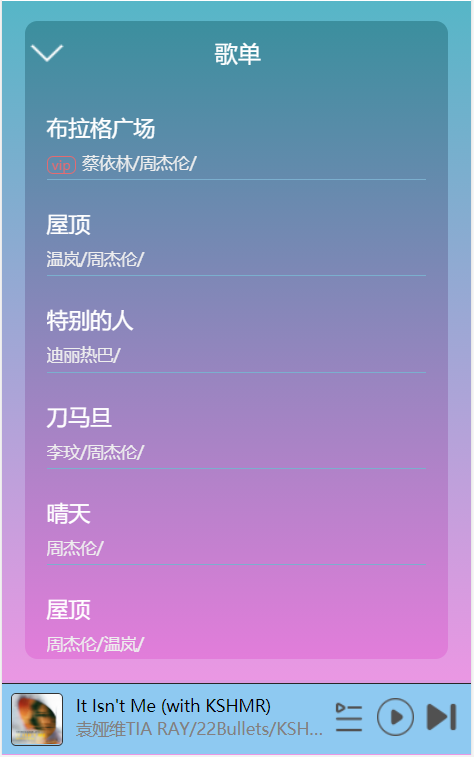 歌单
布拉格广场
vip 蔡依林/周杰伦/
屋顶
温岚/周杰伦/
特别的人
迪丽热巴/
刀马旦
李玟/周杰伦/
晴天
周杰伦/
屋顶
周杰伦/温岚/
It Isn't Me (with KSHMR)
袁娅维TIA RAY/22Bullets/KSH...